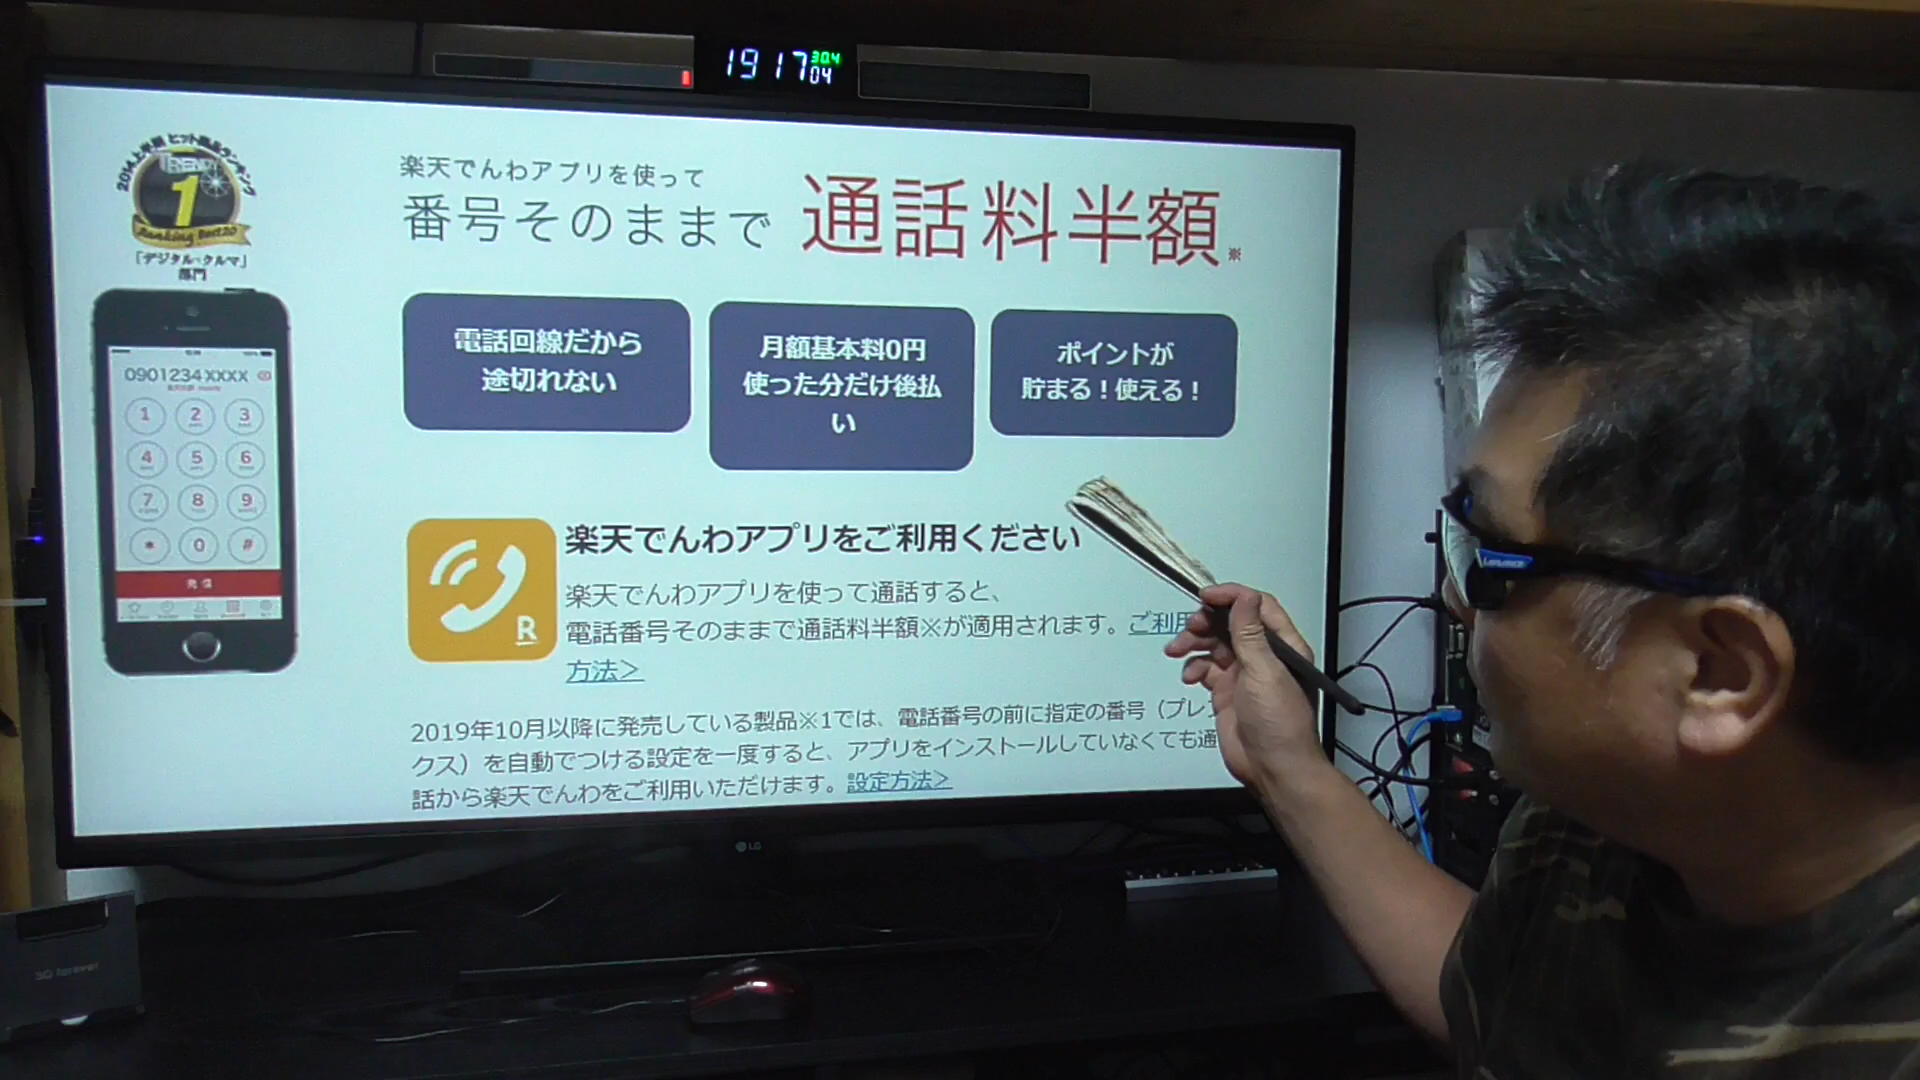 1917
30.4
04
2014上半期 ヒット商品ランキング
TRENDY
1
Ranking Best30
「デジタル・クルマ」
部門
楽天でんわアプリを使って
番号そのままで 通話料半額※
電話回線だから
途切れない
月額基本料0円
使った分だけ後払
い
ポイントが
貯まる！使える！
0901234XXXX
1 2 3
4 5 6
7 8 9
* 0 #
発信
R
楽天でんわアプリをご利用ください
楽天でんわアプリを使って通話すると、
電話番号そのままで通話料半額※が適用されます。ご利用
方法＞
2019年10月以降に発売している製品※1では、電話番号の前に指定の番号（プレフ
クス）を自動でつける設定を一度すると、アプリをインストールしていなくても通
話から楽天でんわをご利用いただけます。設定方法＞
LG
3G forever